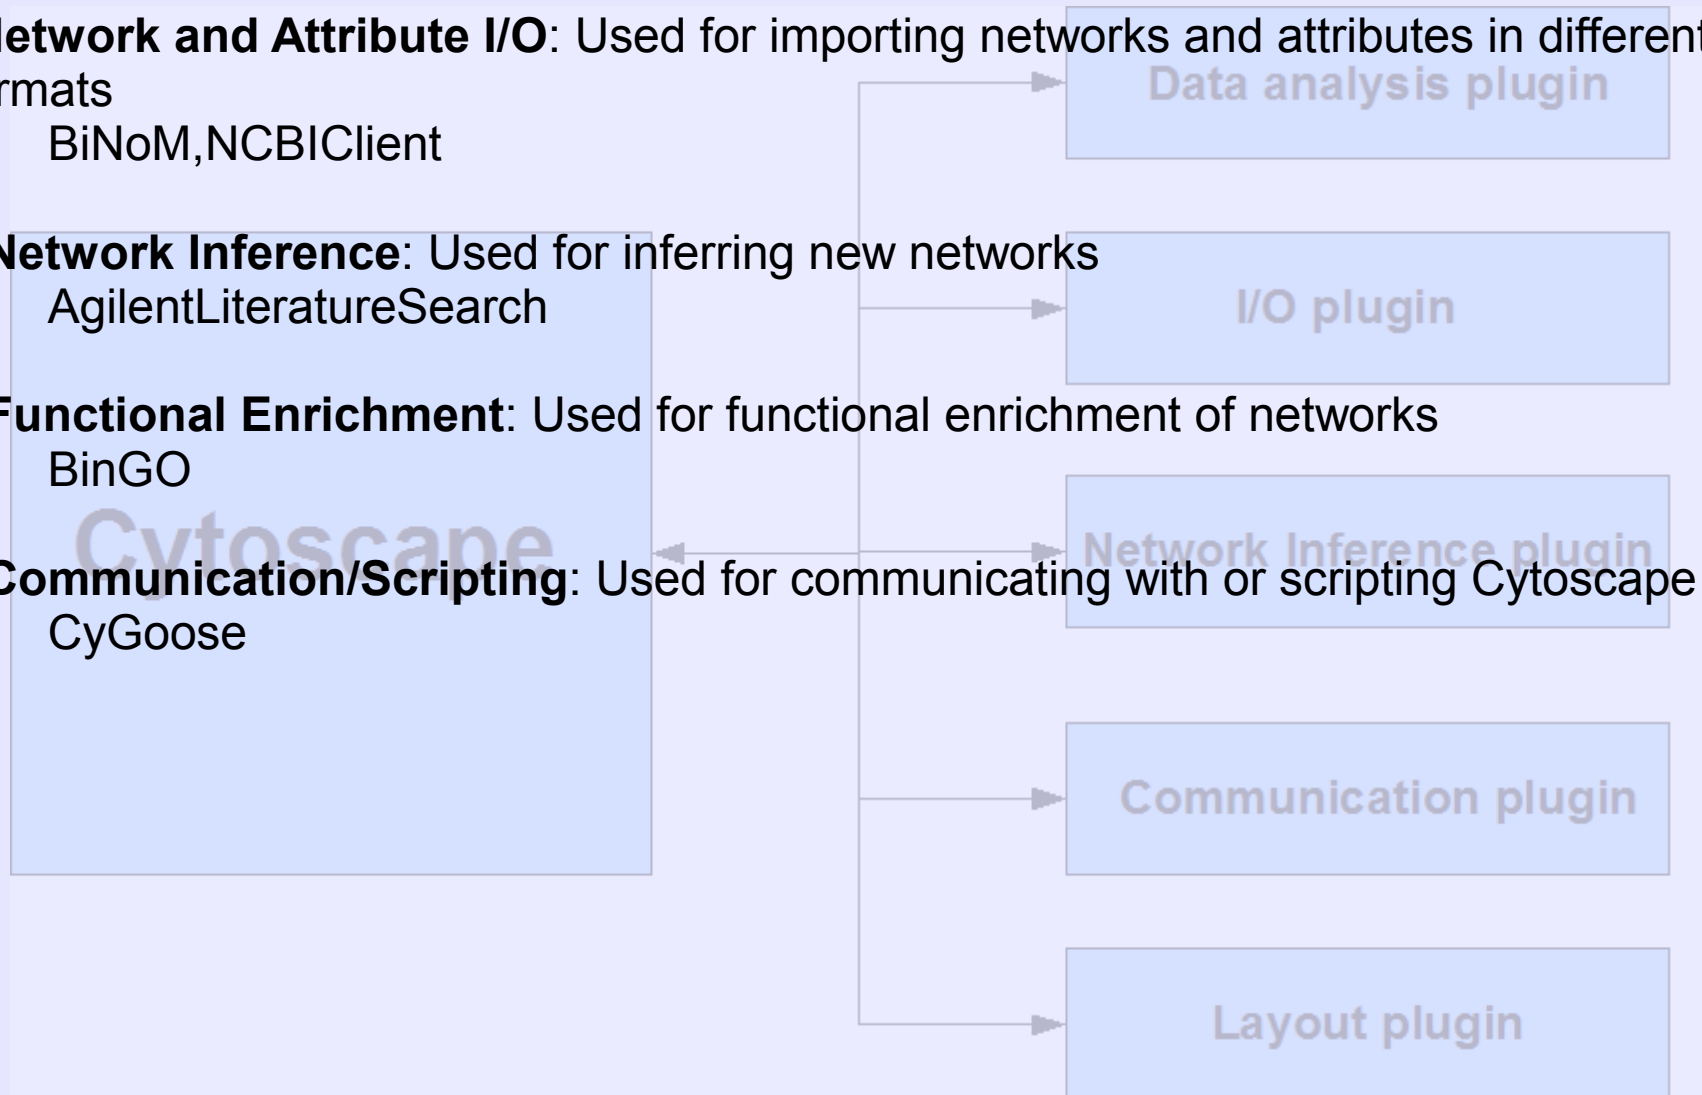 etwork and Attribute I/O: Used for importing networks and attributes in different
rmats
BiNoM,NCBIClient
Network Inference: Used for inferring new networks
AgilentLiteratureSearch
Functional Enrichment: Used for functional enrichment of networks
BinGO
Communication/Scripting: Used for communicating with or scripting Cytoscape
CyGoose
Cytoscape
Data analysis plugin
I/O plugin
Network Inference plugin
Communication plugin
Layout plugin